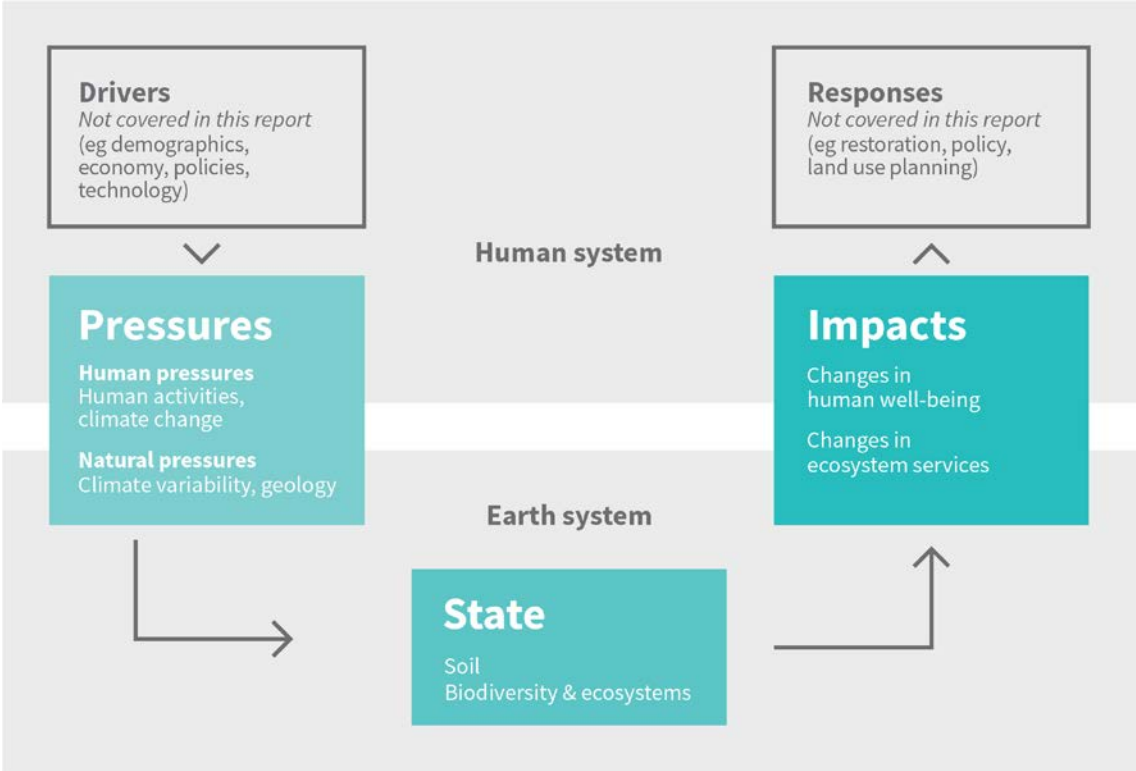 Drivers
Not covered in this report
(eg demographics,
economy, policies,
technology)
Responses
Not covered in this report
(eg restoration, policy,
land use planning)
Human system
Pressures
Human pressures
Human activities,
climate change
Natural pressures
Climate variability, geology
Impacts
Changes in
human well-being
Changes in
ecosystem services
Earth system
State
Soil
Biodiversity & ecosystems